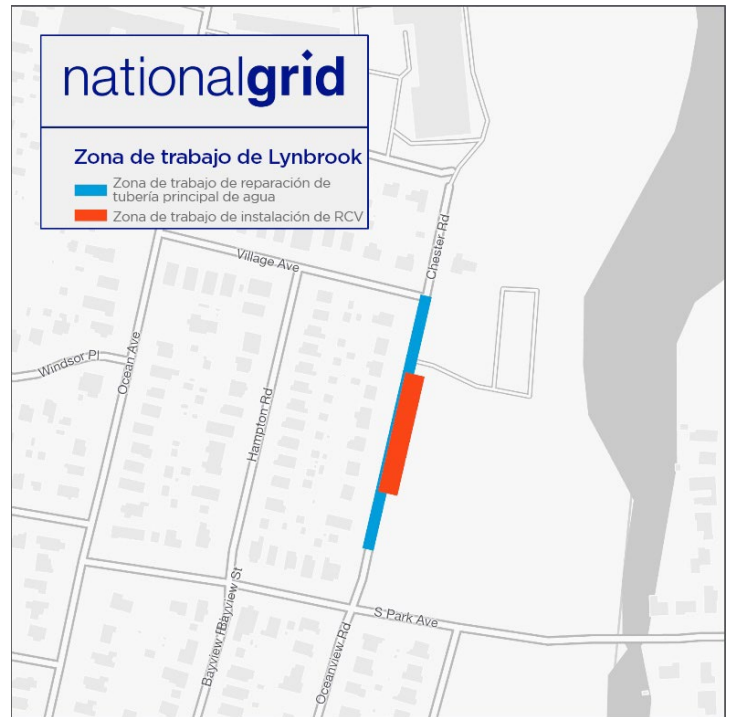 nationalgrid
Zona de trabajo de Lynbrook
Zona de trabajo de reparación de
tubería principal de agua
Zona de trabajo de instalación de RCV
Chester Rd
Village Ave
Windsor Pl
Ocean Ave
Hampton Rd
Bayview St
S Park Ave
Oceanview Rd